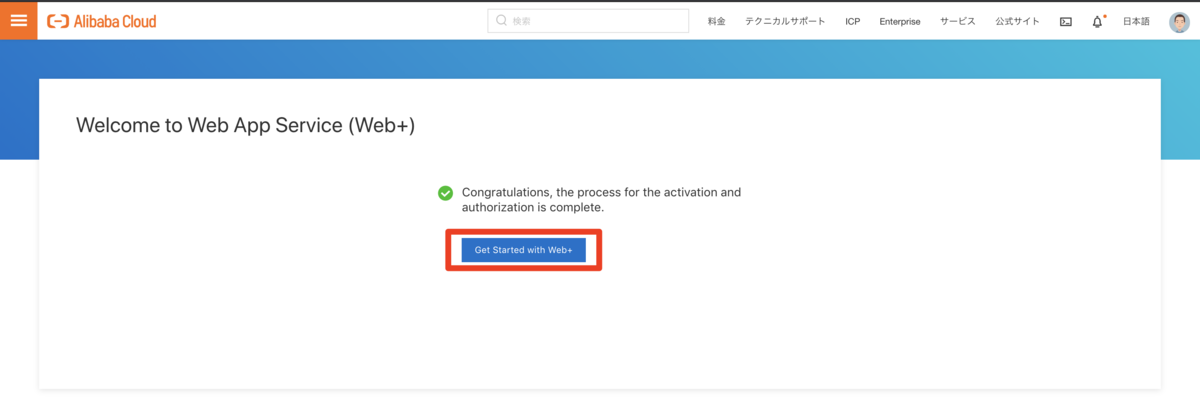 Alibaba Cloud
検索
料金 テクニカルサポート ICP Enterprise サービス 公式サイト 日本語
Welcome to Web App Service (Web+)
Congratulations, the process for the activation and
authorization is complete.
Get Started with Web+